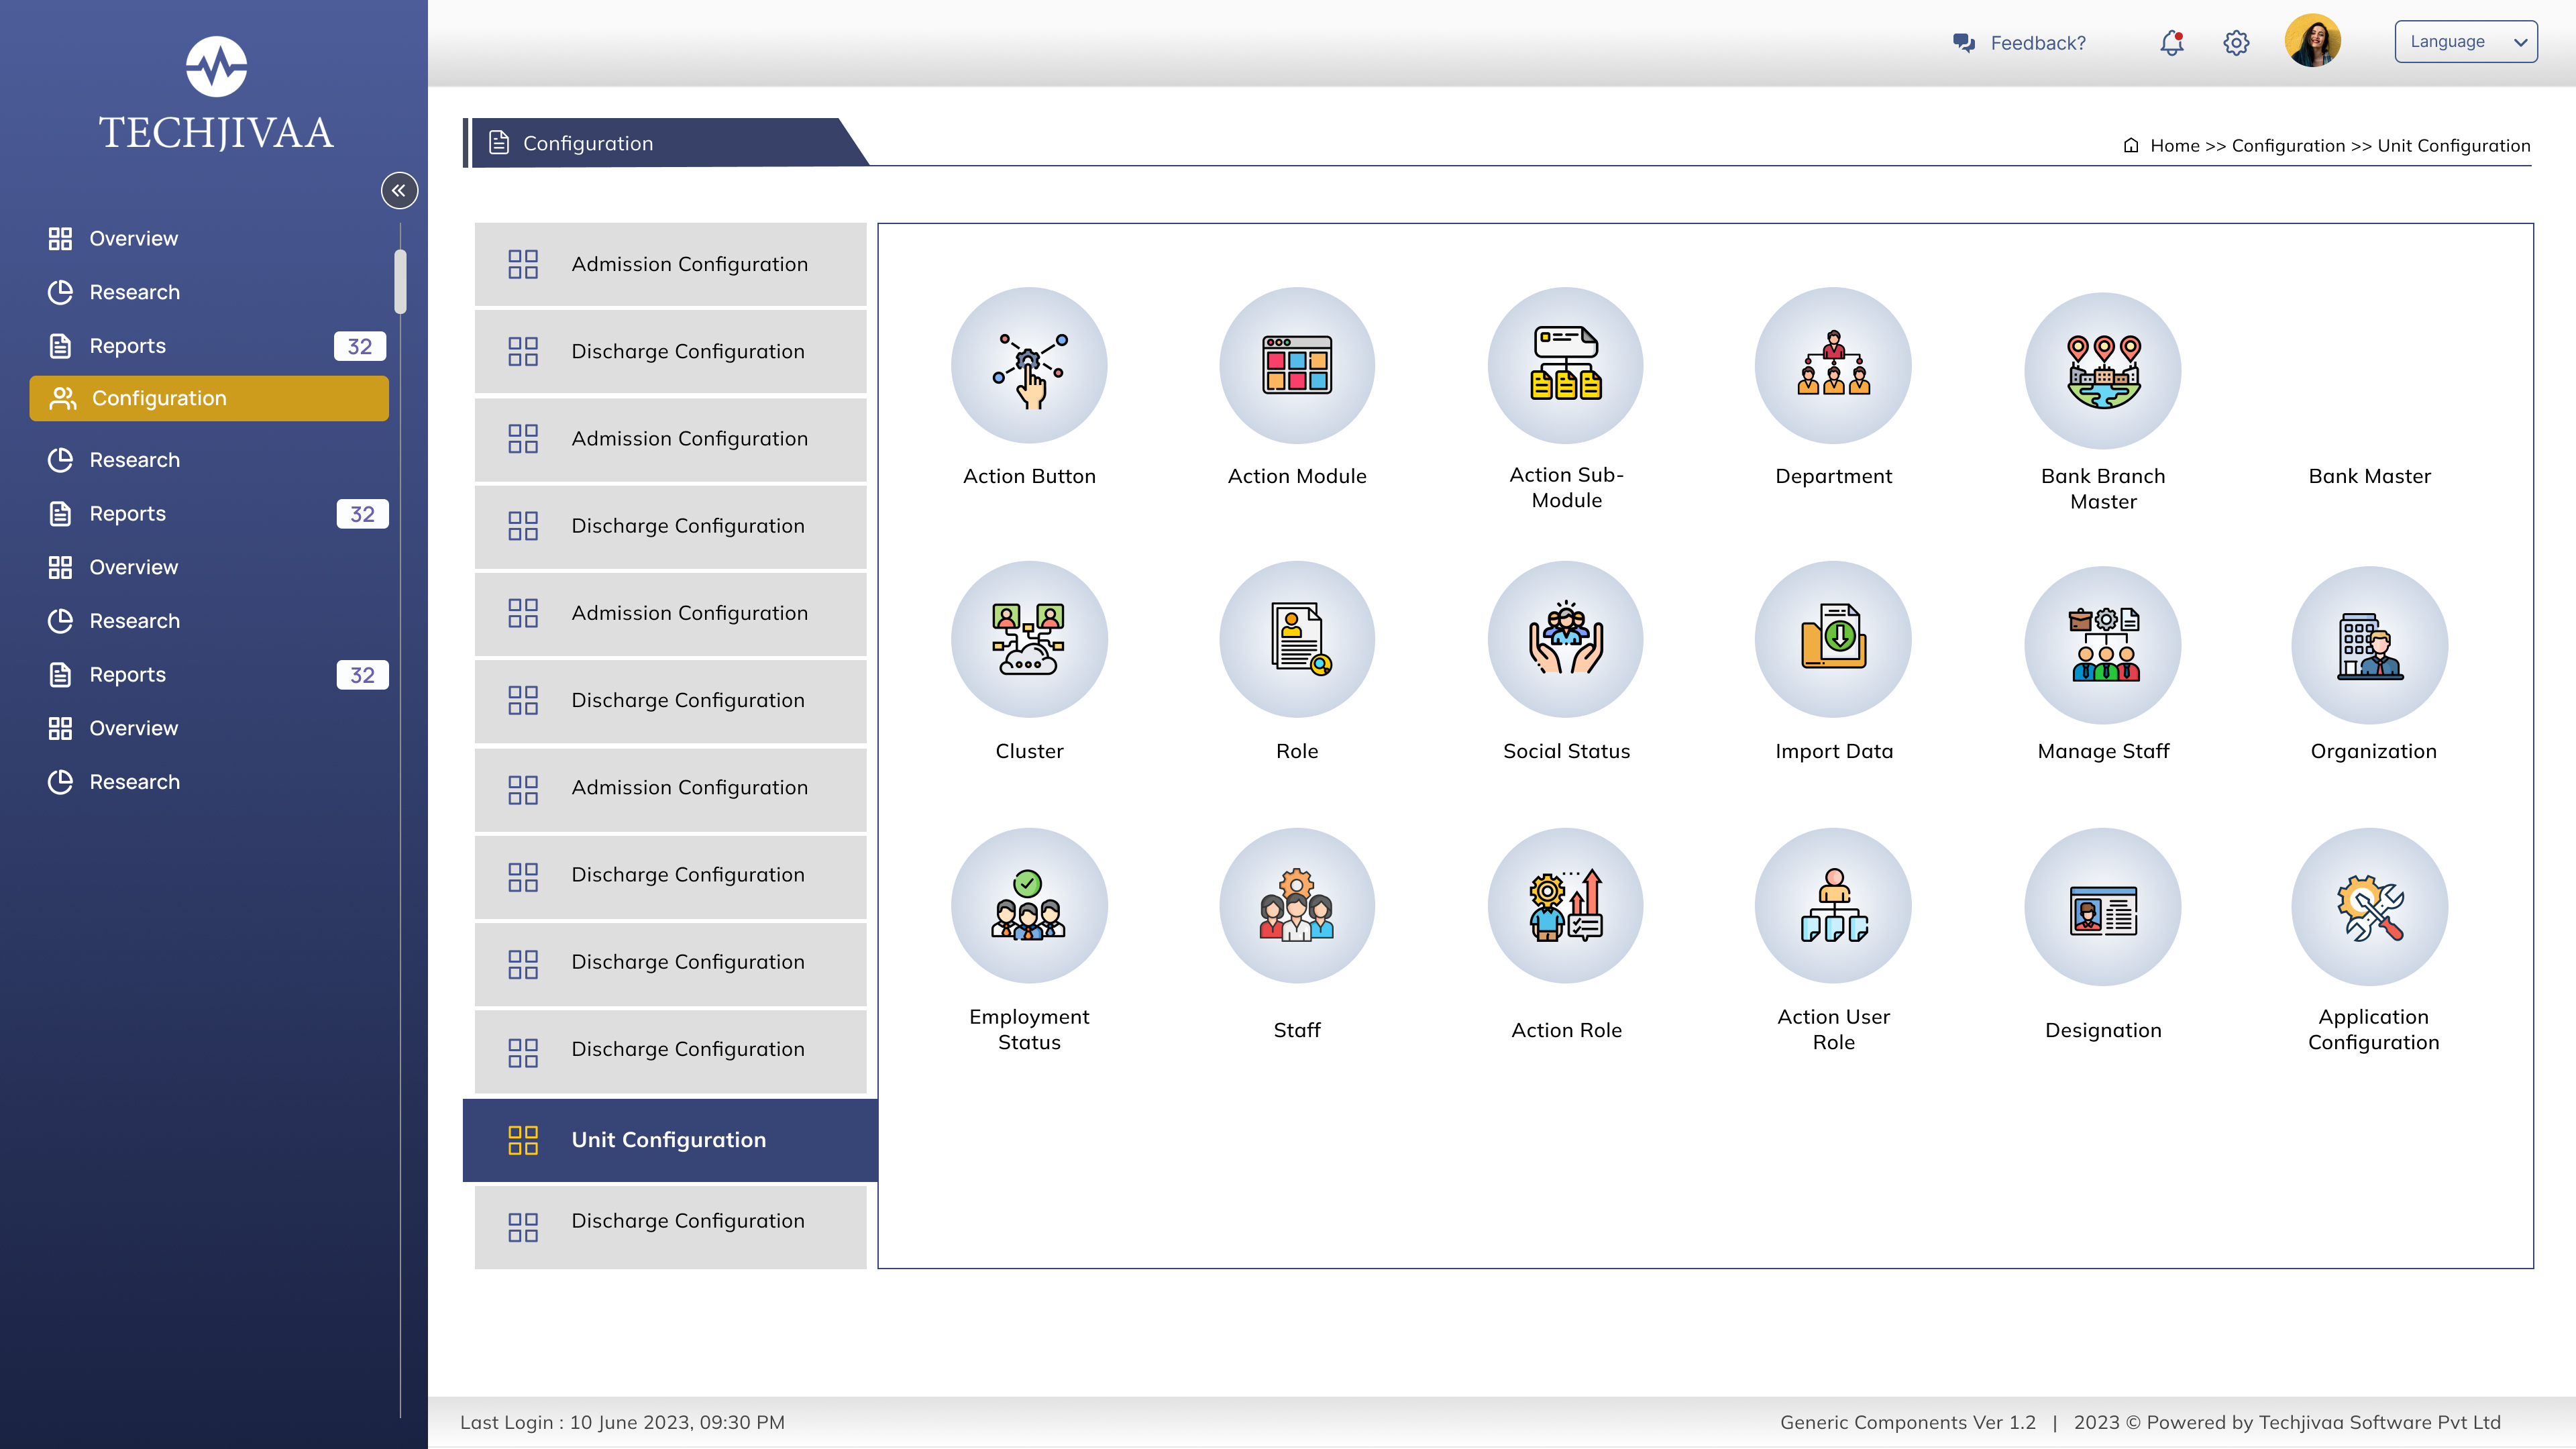 TECHJIVAA
Overview
Research
Reports 32
Configuration
Research
Reports 32
Overview
Research
Reports 32
Overview
Research
Feedback?
Language
Configuration
Home >> Configuration >> Unit Configuration
Admission Configuration
Discharge Configuration
Admission Configuration
Discharge Configuration
Admission Configuration
Discharge Configuration
Admission Configuration
Discharge Configuration
Discharge Configuration
Discharge Configuration
Unit Configuration
Discharge Configuration
Action Button
Action Module
Action Sub-
Module
Department
Bank Branch
Master
Bank Master
Cluster
Role
Social Status
Import Data
Manage Staff
Organization
Employment
Status
Staff
Action Role
Action User
Role
Designation
Application
Configuration
Last Login : 10 June 2023, 09:30 PM
Generic Components Ver 1.2 | 2023 © Powered by Techjivaa Software Pvt Ltd